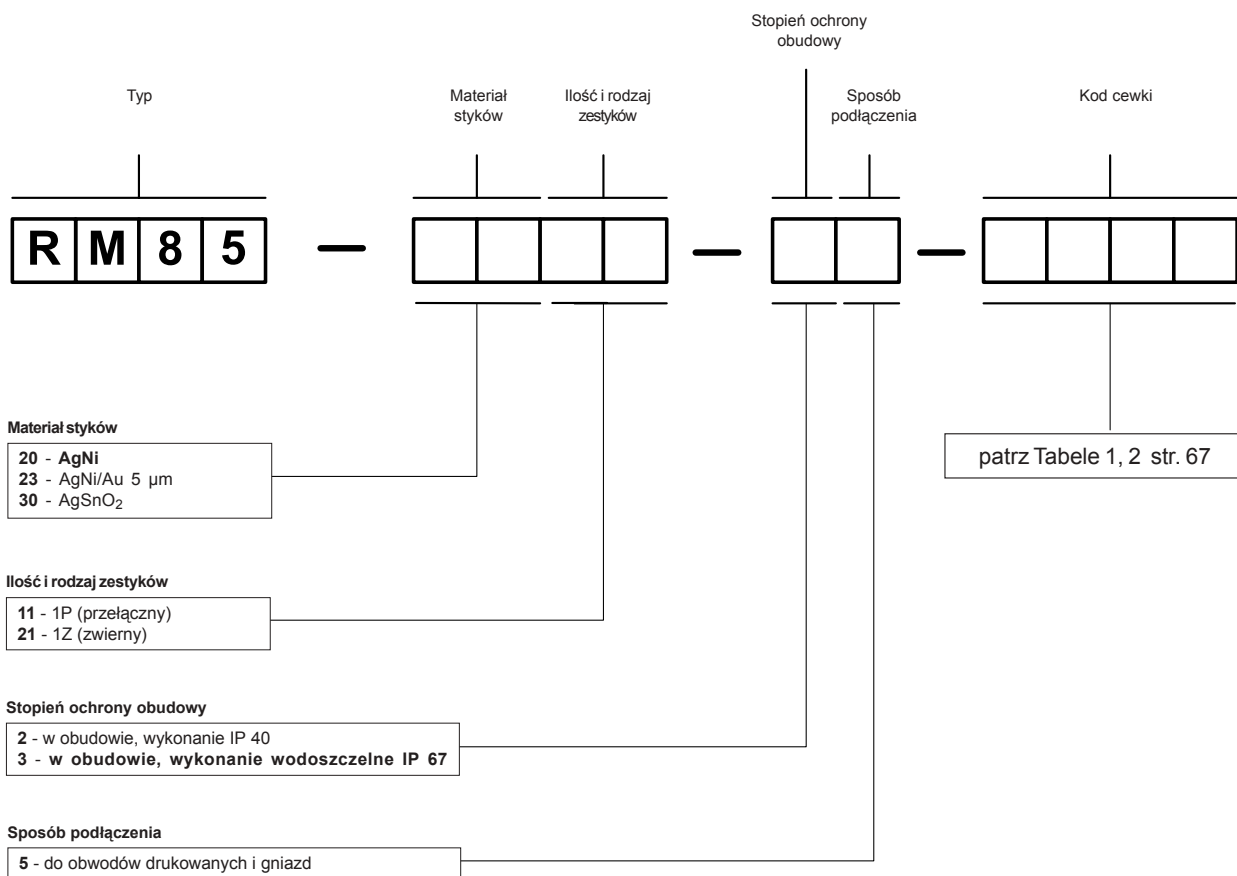 Stopień ochrony
obudowy
Typ
Materiał
styków
Ilość i rodzaj
zestyków
Sposób
podłączenia
Kod cewki
RM85 — —  —
Materiał styków
20 - AgNi
23 - AgNi/Au 5 µm
30 - AgSnO₂
patrz Tabele 1, 2 str. 67
Ilość i rodzaj zestyków
11 - 1P (przełączny)
21 - 1Z (zwierny)
Stopień ochrony obudowy
2 - w obudowie, wykonanie IP 40
3 - w obudowie, wykonanie wodoszczelne IP 67
Sposób podłączenia
5 - do obwodów drukowanych i gniazd